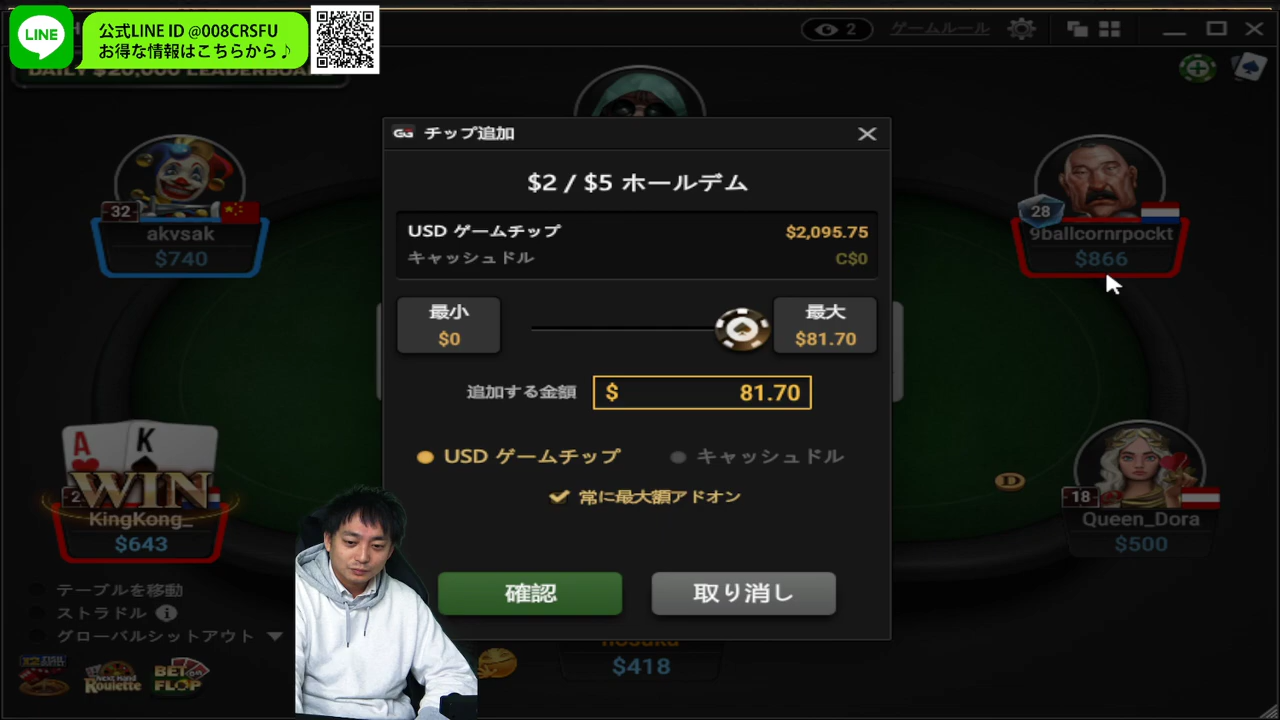 LINE
公式LINE ID @008CRSFU
お得な情報はこちらから♪
2
ゲームルール
DAILY $20,000 LEADERBOARD
GG チップ追加
$2 / $5 ホールデム
USD ゲームチップ
$2,095.75
キャッシュドル
C$0
最小
$0
最大
$81.70
追加する金額
$ 81.70
USD ゲームチップ
キャッシュドル
常に最大額アドオン
確認
取り消し
32
akvsak
$740
28
9ballcornrpockt
$866
A
K
WIN
KingKong_
$643
D
18
Queen_Dora
$500
テーブルを移動
ストラドル
グローバルシットアウト
Next Hand
Roulette
BET
FLOP
$418